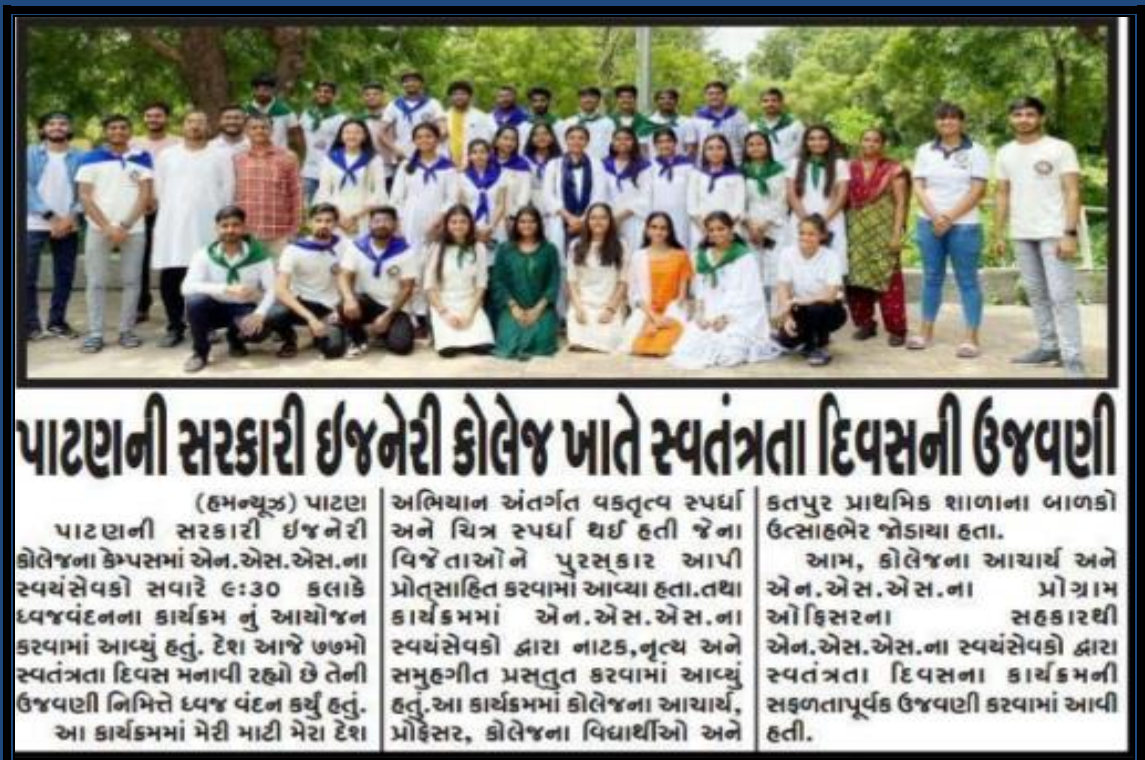 પાટણની સરકારી ઈજનેરી કોલેજ ખાતે સ્વતંત્રતા દિવસની ઉજવણી
(હમન્યૂઝ) પાટણ
પાટણની સરકારી ઇજનેરી
કોલેજના કેમ્પસમાં એન.એસ.એસ.ના
સ્વયંસેવકો સવારે ૯:૩૦ કલાકે
ધ્વજવંદનના કાર્યક્રમ નું આયોજન
કરવામાં આવ્યું હતું. દેશ આજે ૭૭મો
સ્વતંત્રતા દિવસ મનાવી રહ્યો છે તેની
ઉજવણી નિમિત્તે ધ્વજ વંદન કર્યું હતું.
આ કાર્યક્રમમાં મેરી માટી મેરા દેશ
અભિયાન અંતર્ગત વકતૃત્વ સ્પર્ધા
અને ચિત્ર સ્પર્ધા થઈ હતી જેના
વિજેતાઓને પુરસ્કાર આપી
પ્રોત્સાહિત કરવામાં આવ્યા હતા.તથા
કાર્યક્રમમાં એન.એસ.એસ.ના
સ્વયંસેવકો દ્વારા નાટક,નૃત્ય અને
સમુહગીત પ્રસ્તુત કરવામાં આવ્યું
હતું.આ કાર્યક્રમમાં કોલેજના આચાર્ય,
પ્રોફેસર, કોલેજના વિદ્યાર્થીઓ અને
કતપુર પ્રાથમિક શાળાના બાળકો
ઉત્સાહભેર જોડાયા હતા.
આમ, કોલેજના આચાર્ય અને
એન.એસ.એસ.ના પ્રોગ્રામ
ઓફિસરના સહકારથી
એન.એસ.એસ.ના સ્વયંસેવકો દ્વારા
સ્વતંત્રતા દિવસના કાર્યક્રમની
સફળતાપૂર્વક ઉજવણી કરવામાં આવી
હતી.